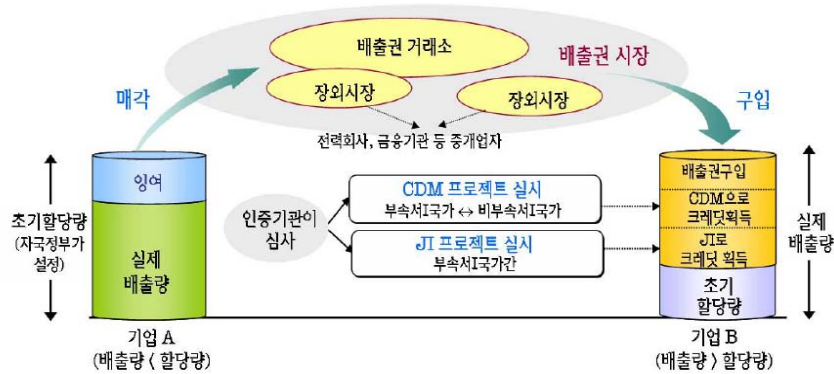 배출권 거래소
배출권 시장
매각
장외시장
장외시장
구입
전력회사, 금융기관 등 중개업자
잉여
초기할당량
(자국정부가
설정)
실제
배출량
인증기관이
심사
CDM 프로젝트 실시
부속서I국가 ↔ 비부속서I국가
JI 프로젝트 실시
부속서I국가간
배출권구입
CDM으로
크레딧획득
JI로
크레딧 획득
초기
할당량
실제
배출량
기업 A
(배출량 < 할당량)
기업 B
(배출량 > 할당량)